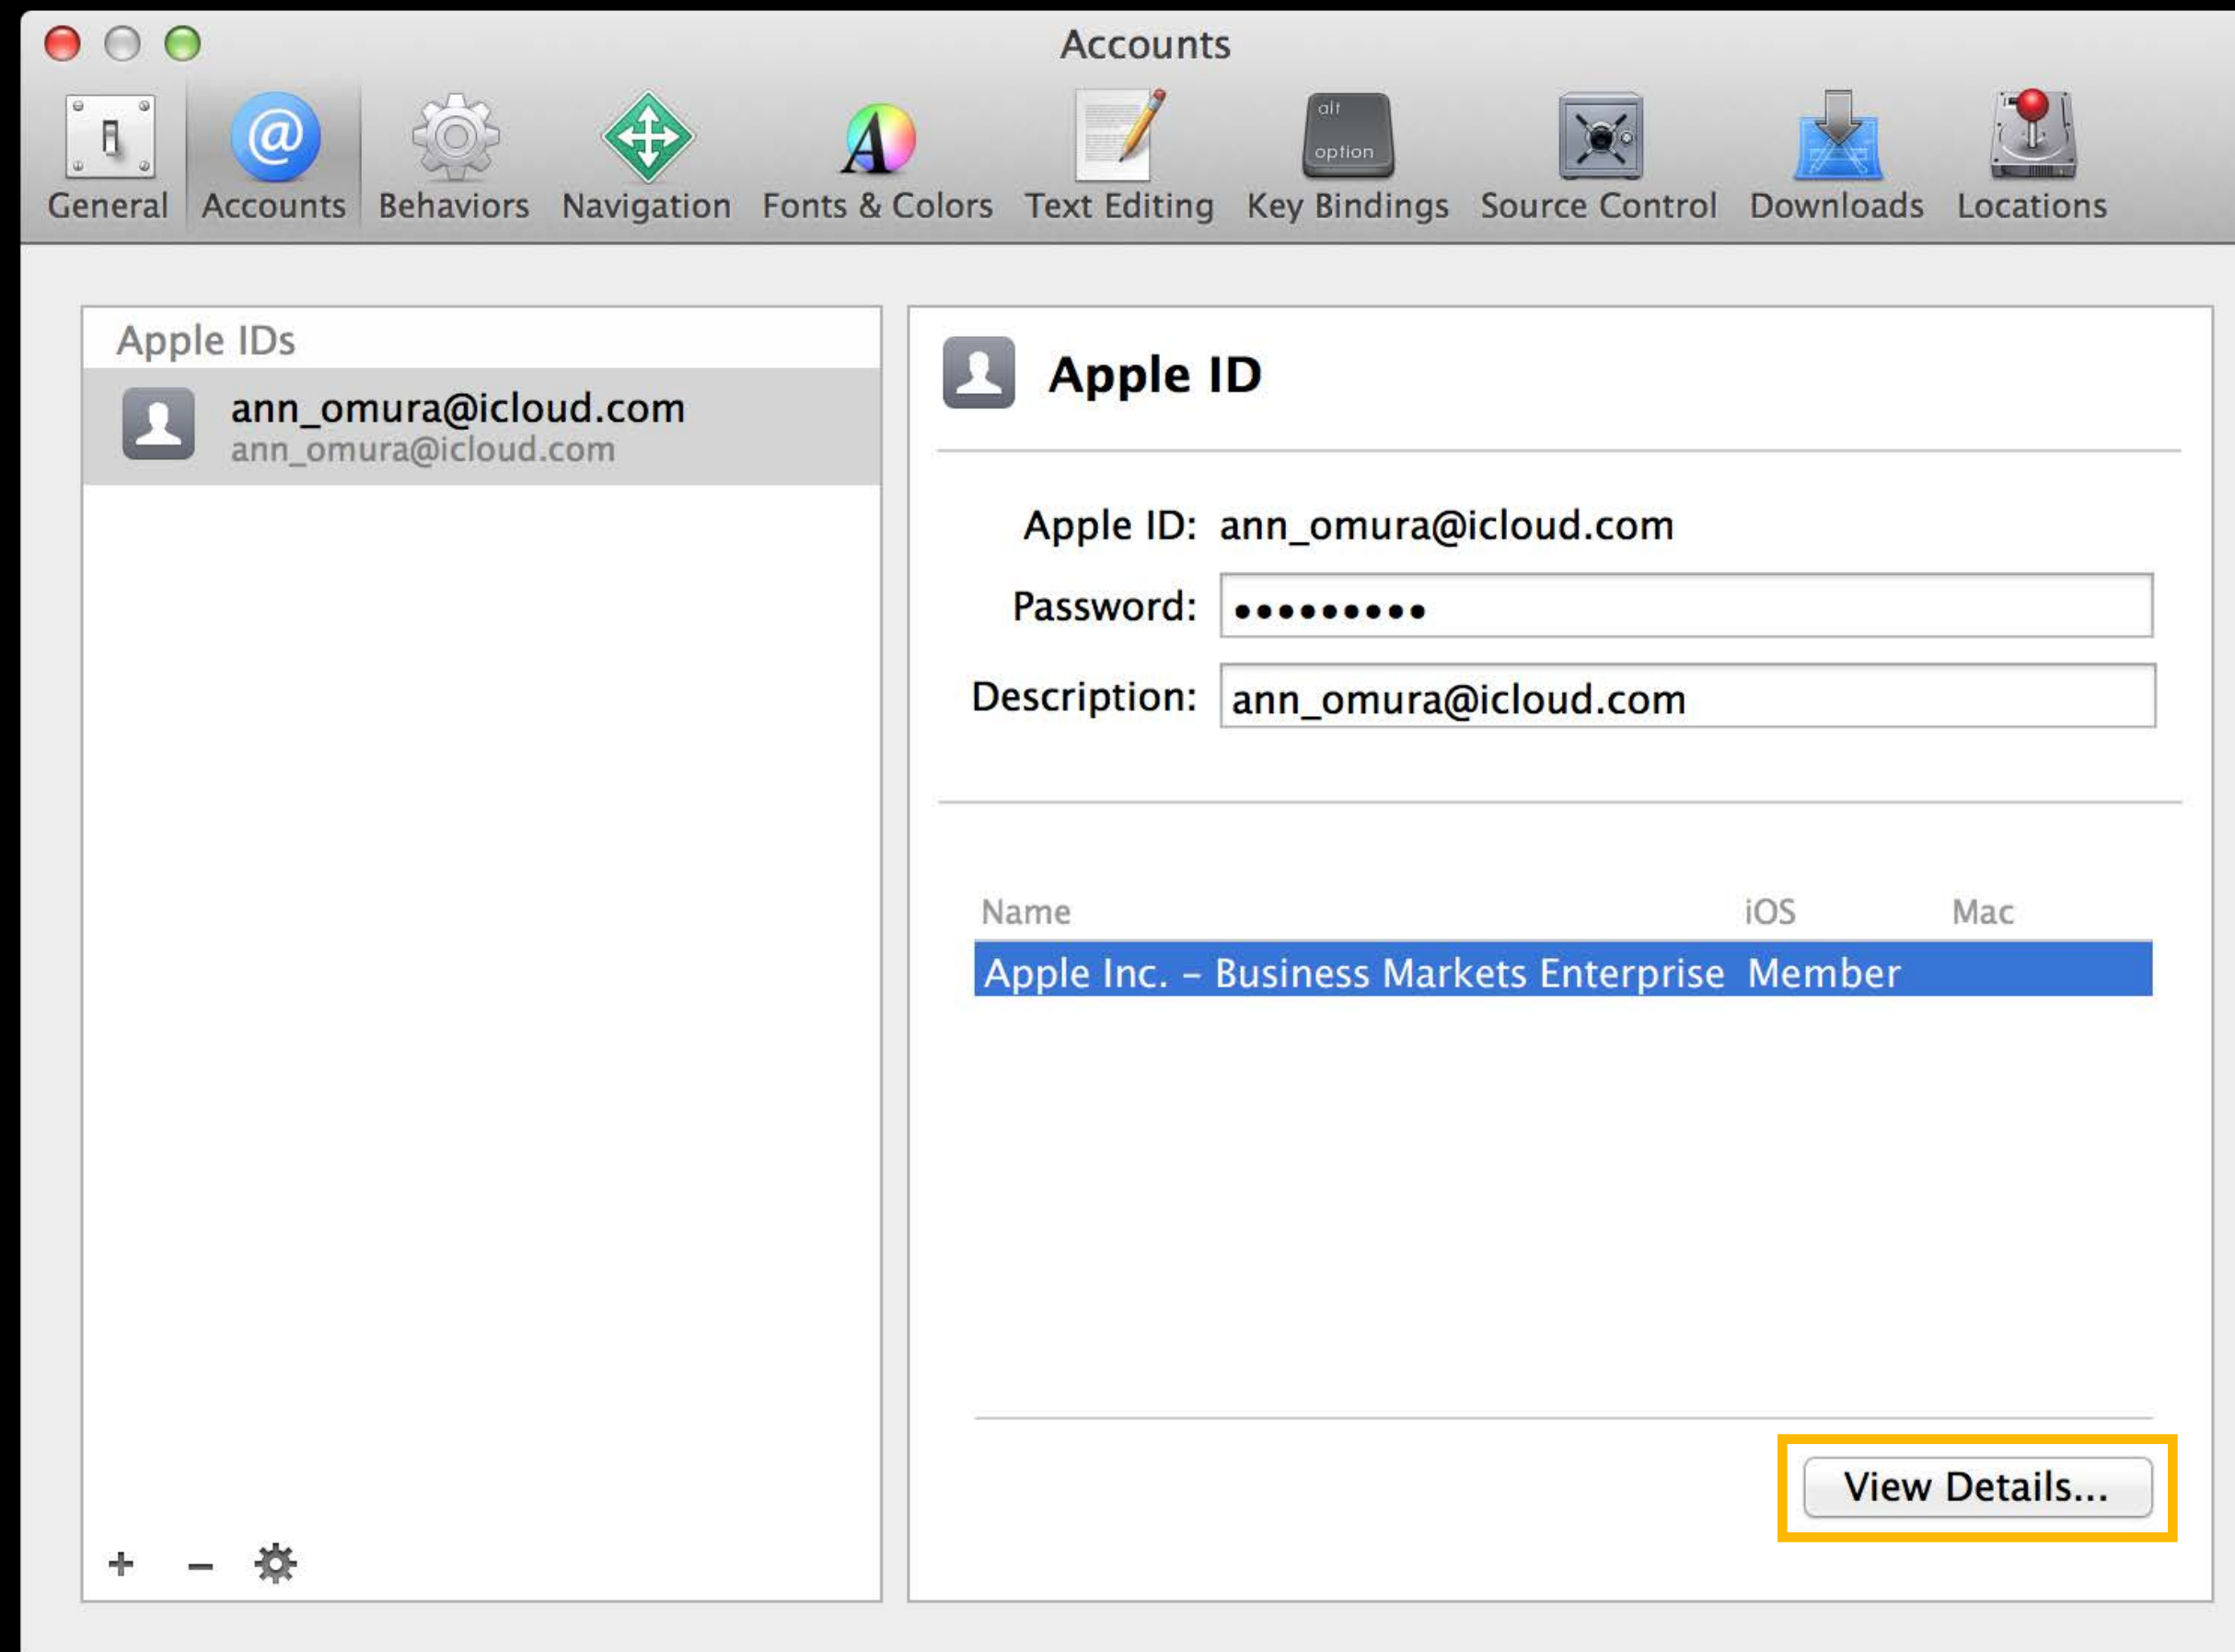 Accounts
alt
option
General Accounts Behaviors Navigation Fonts & Colors Text Editing Key Bindings Source Control Downloads Locations
Apple IDs
ann_omura@icloud.com
ann_omura@icloud.com
Apple ID
Apple ID: ann_omura@icloud.com
Password: •••••••••
Description: ann_omura@icloud.com
Name iOS Mac
Apple Inc. – Business Markets Enterprise Member
View Details...